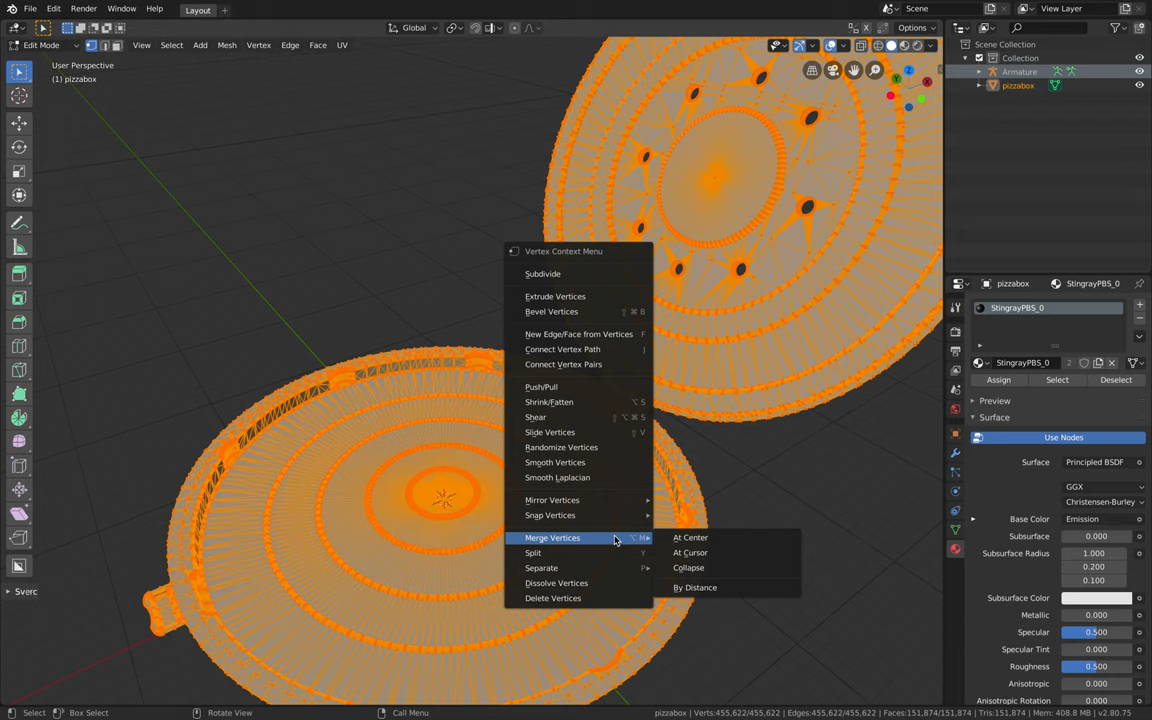 File Edit Render Window Help Layout + Scene View Layer
Global Options
Edit Mode View Select Add Mesh Vertex Edge Face UV
User Perspective
(1) pizzabox
Scene Collection
Collection
Armature
pizzabox
Z
Y
X
Vertex Context Menu
Subdivide
Extrude Vertices
Bevel Vertices ⇧ ⌘ B
New Edge/Face from Vertices F
Connect Vertex Path J
Connect Vertex Pairs
Push/Pull
Shrink/Fatten ⌥ S
Shear ⇧ ⌥ ⌘ S
Slide Vertices ⇧ V
Randomize Vertices
Smooth Vertices
Smooth Laplacian
Mirror Vertices
Snap Vertices
Merge Vertices ⌥ M
Split Y
Separate P
Dissolve Vertices
Delete Vertices
At Center
At Cursor
Collapse
By Distance
Sverc
pizzabox StingrayPBS_0
StingrayPBS_0
StingrayPBS_0 2
Assign Select Deselect
Preview
Surface
Use Nodes
Surface Principled BSDF
GGX
Christensen-Burley
Base Color Emission
Subsurface 0.000
Subsurface Radius 1.000
0.200
0.100
Subsurface Color
Metallic 0.000
Specular 0.500
Specular Tint 0.000
Roughness 0.500
Anisotropic 0.000
Anisotropic Rotation 0.000
Select Box Select Rotate View Call Menu pizzabox | Verts:455,622/455,622 | Edges:455,622/455,622 | Faces:151,874/151,874 | Tris:151,874 | Mem: 408.8 MB | v2.80.75